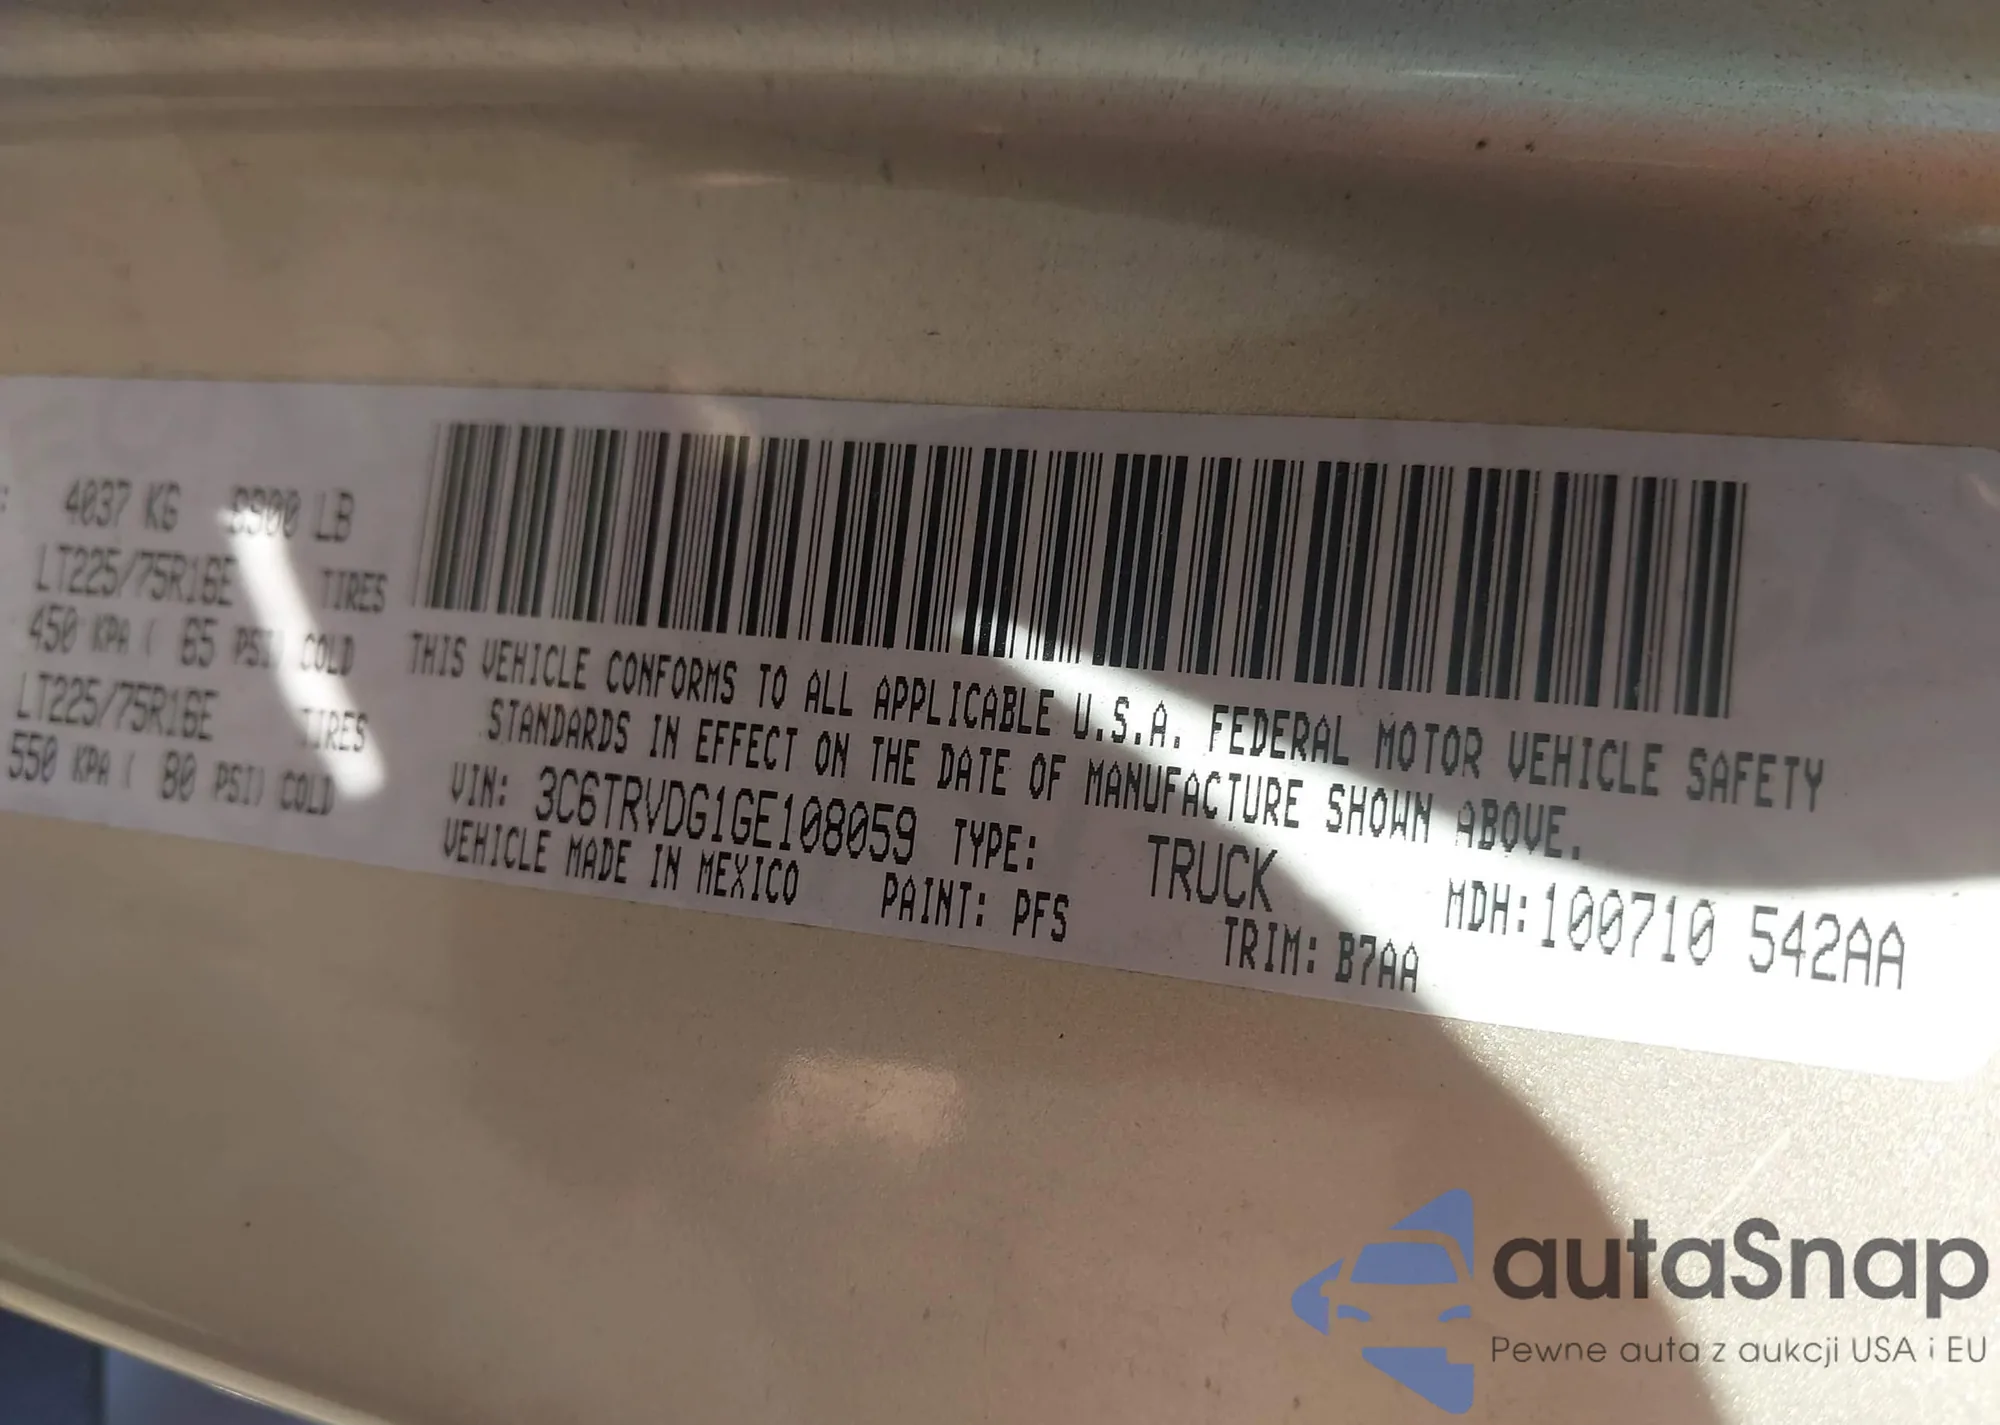 : 4037 KG 8900 LB
LT225/75R16E TIRES
450 KPA ( 65 PSI) COLD
LT225/75R16E TIRES
550 KPA ( 80 PSI) COLD
THIS VEHICLE CONFORMS TO ALL APPLICABLE U.S.A. FEDERAL MOTOR VEHICLE SAFETY
STANDARDS IN EFFECT ON THE DATE OF MANUFACTURE SHOWN ABOVE.
VIN: 3C6TRVDG1GE108059 TYPE: TRUCK MDH:100710 542AA
VEHICLE MADE IN MEXICO PAINT: PFS TRIM: B7AA
autaSnap
Pewne auta z aukcji USA i EU